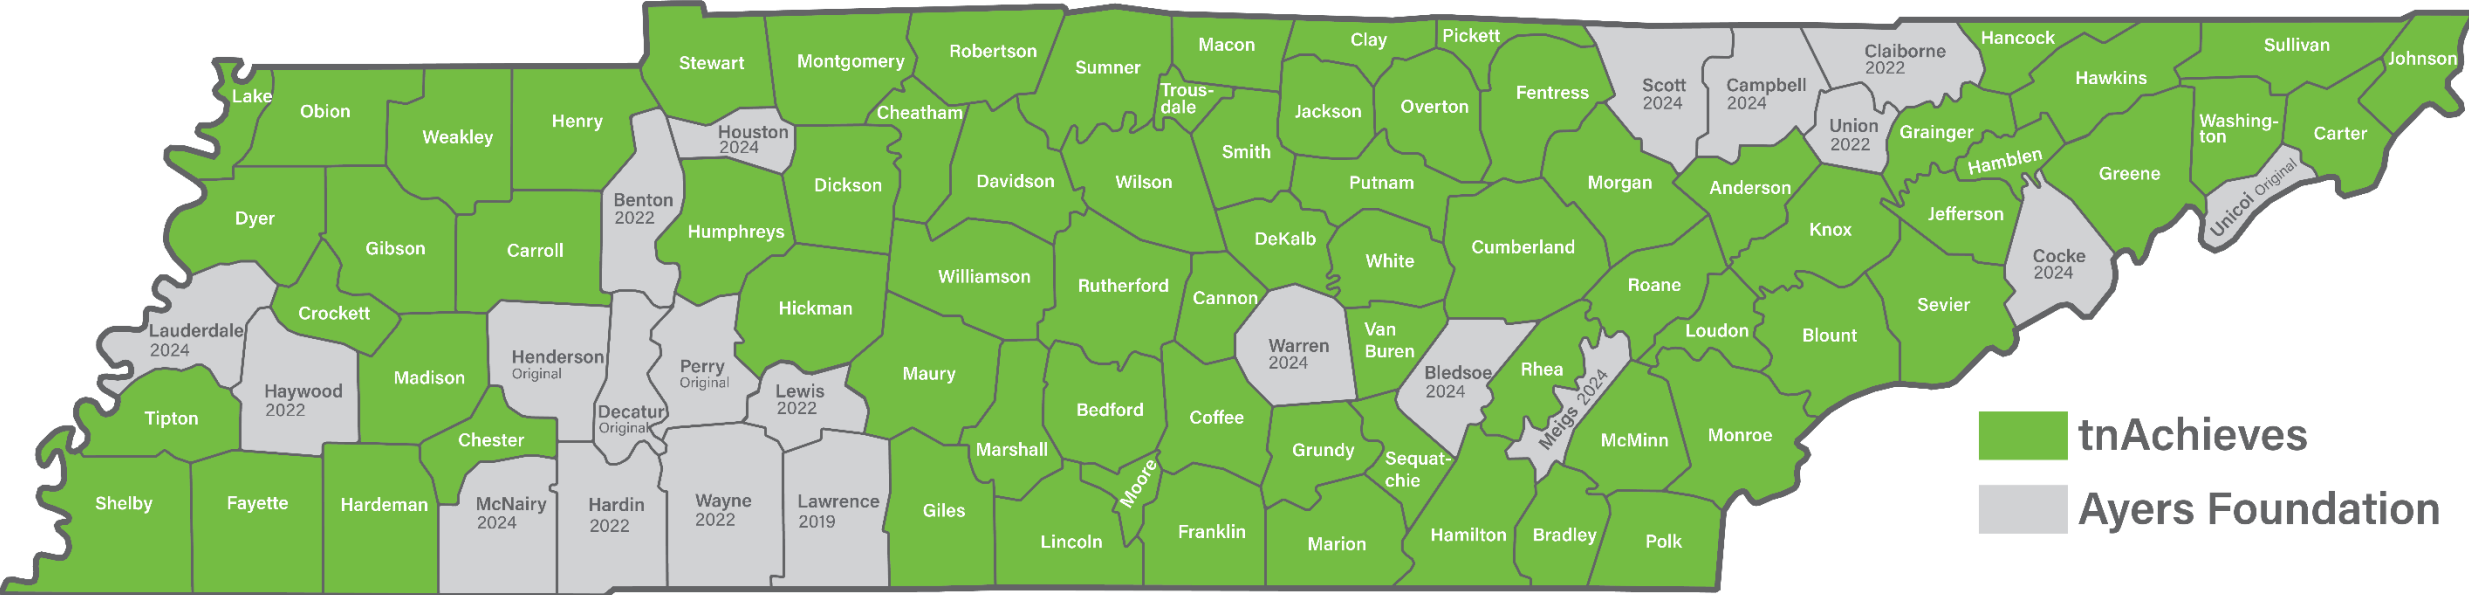 Lake
Obion
Weakley
Henry
Stewart
Montgomery
Robertson
Sumner
Macon
Trous-
dale
Clay
Pickett
Cheatham
Houston
2024
Jackson
Overton
Fentress
Scott
2024
Campbell
2024
Claiborne
2022
Union
2022
Hancock
Hawkins
Sullivan
Johnson
Grainger
Hamblen
Washing-
ton
Carter
Greene
Unicoi Original
Dyer
Gibson
Carroll
Benton
2022
Humphreys
Dickson
Davidson
Wilson
Smith
Putnam
DeKalb
White
Cumberland
Morgan
Anderson
Knox
Jefferson
Cocke
2024
Sevier
Lauderdale
2024
Crockett
Haywood
2022
Madison
Henderson
Original
Decatur
Original
Perry
Original
Hickman
Lewis
2022
Williamson
Rutherford
Cannon
Warren
2024
Van
Buren
Bledsoe
2024
Rhea
Meigs 2024
Roane
Loudon
Blount
Tipton
Chester
Maury
Bedford
Coffee
Marshall
Moore
Grundy
Sequat-
chie
McMinn
Monroe
Shelby
Fayette
Hardeman
McNairy
2024
Hardin
2022
Wayne
2022
Lawrence
2019
Giles
Lincoln
Franklin
Marion
Hamilton
Bradley
Polk
tnAchieves
Ayers Foundation